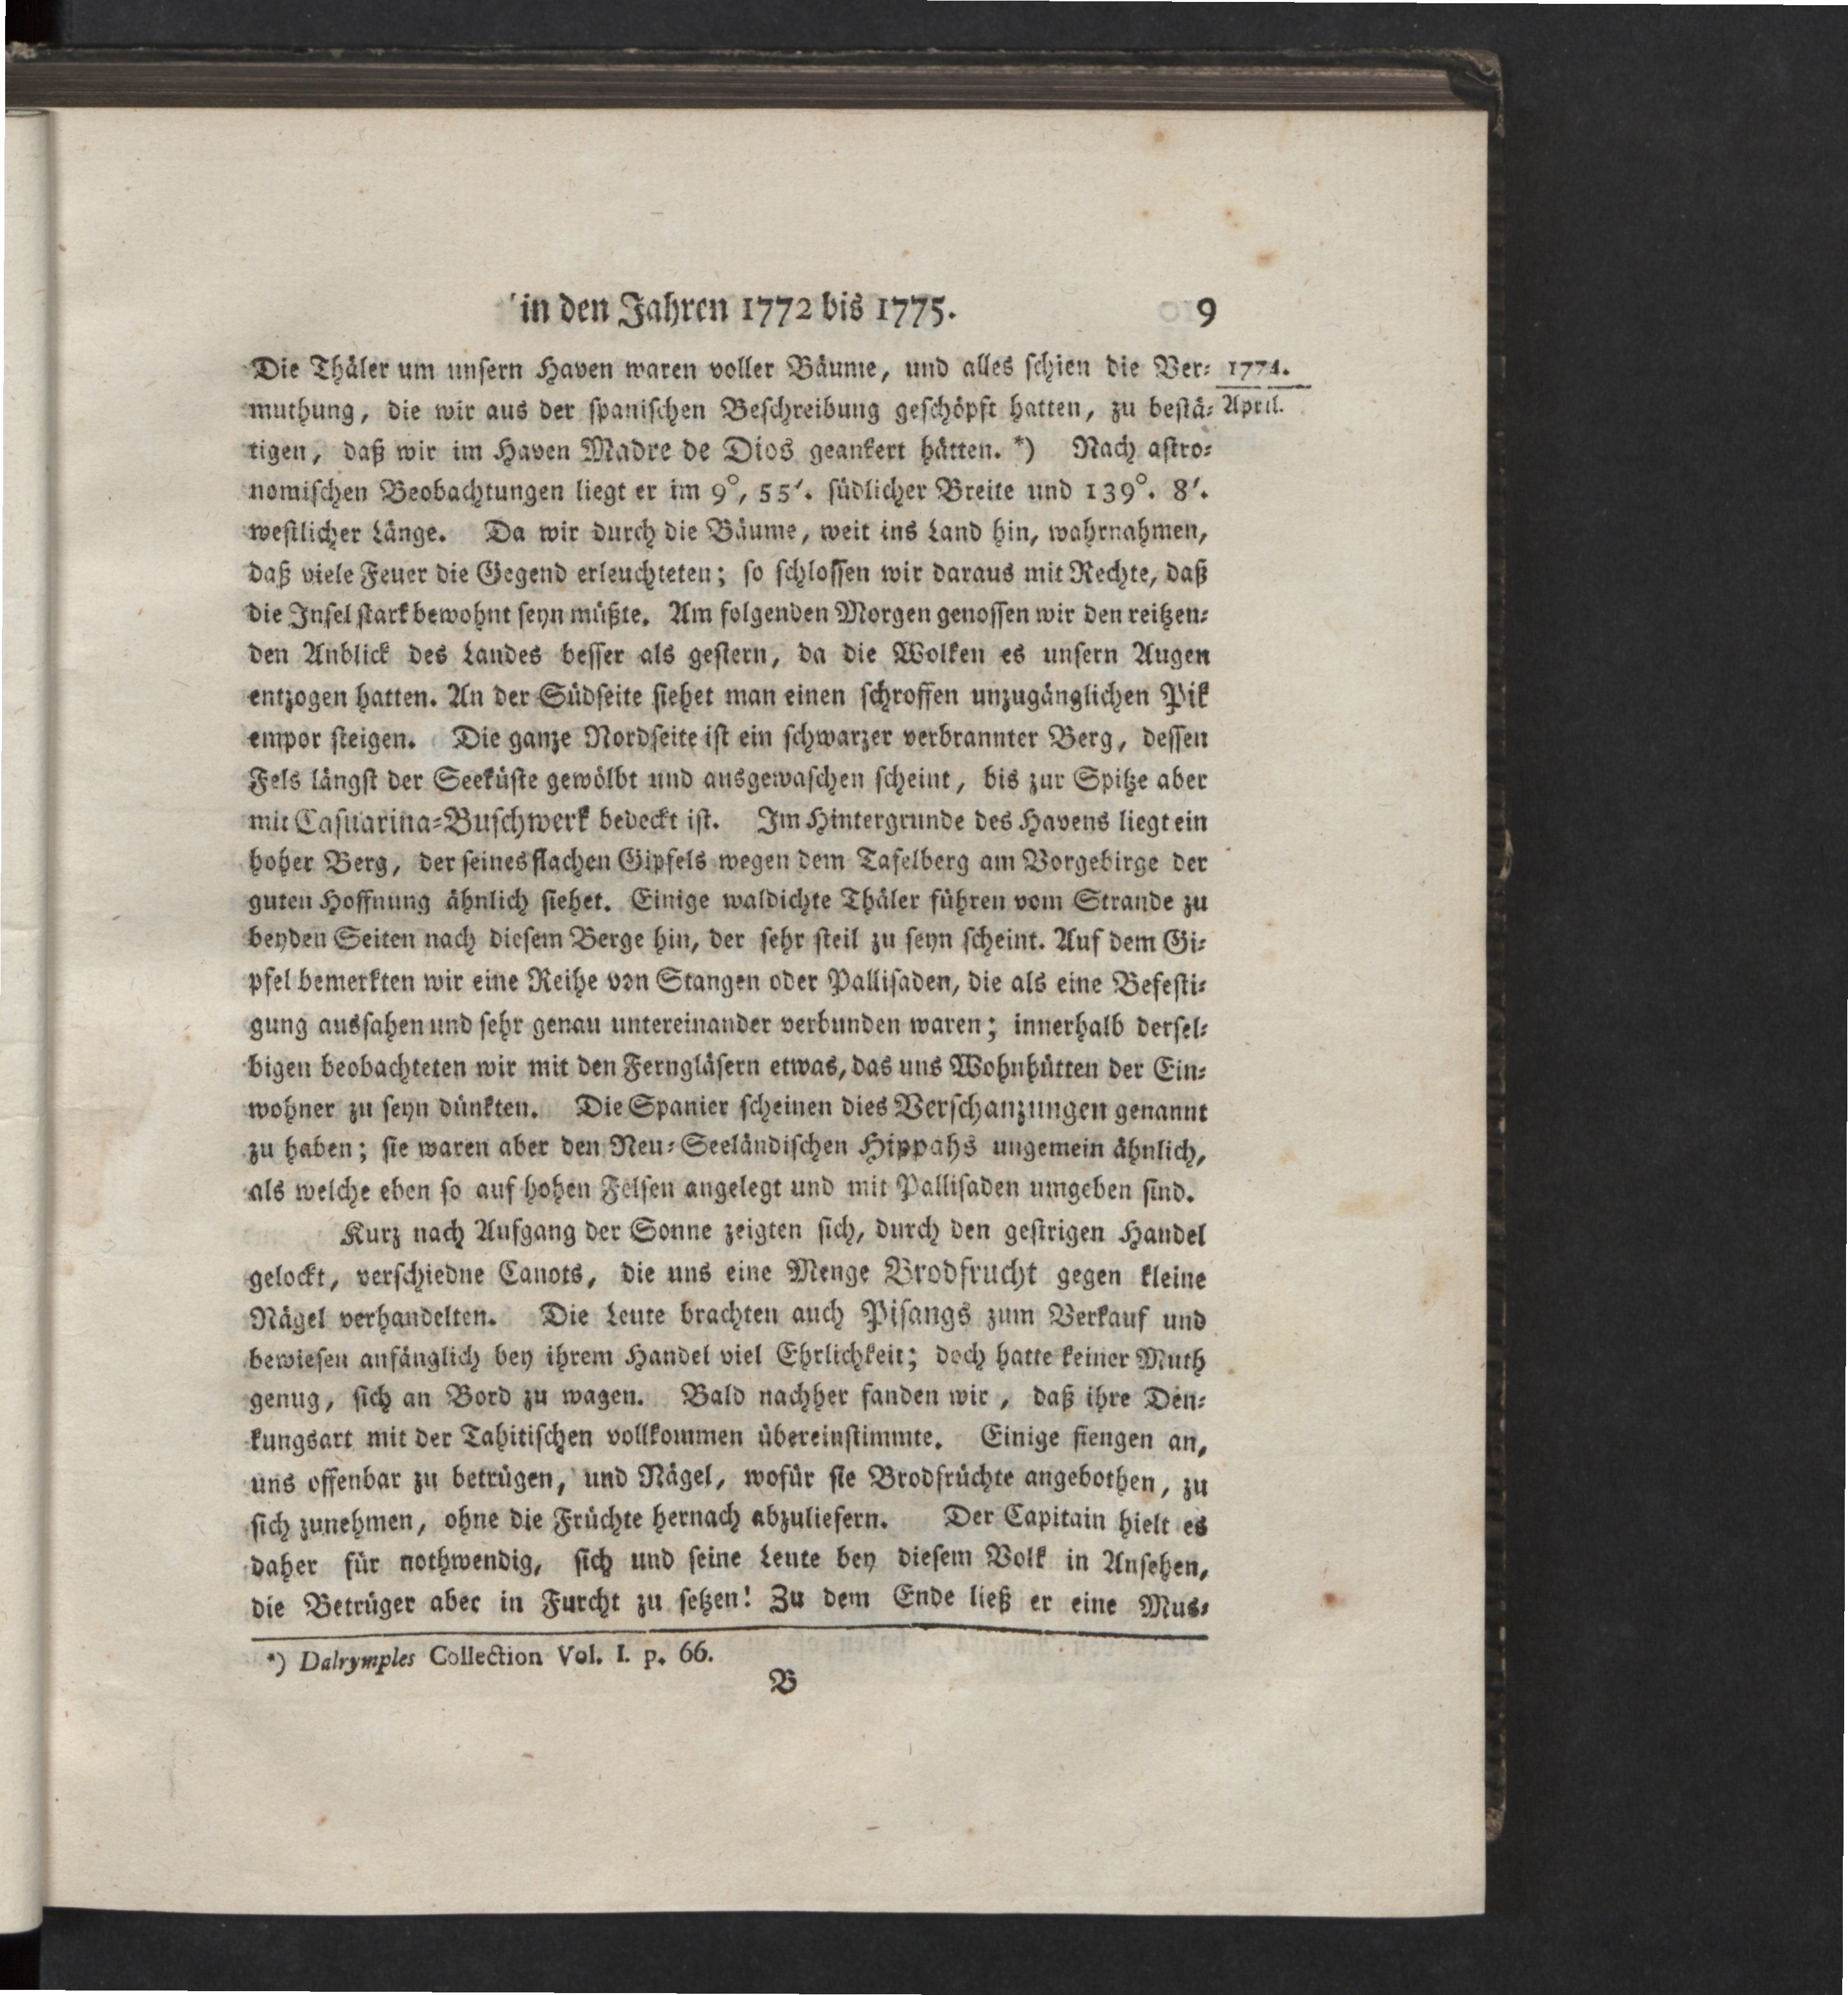 in den Jahren 1772 bis 1775. 9
Die Thäler um unsern Haven waren voller Bäume, und alles schien die Ver- 1774.
muthung, die wir aus der spanischen Beschreibung geschöpft hatten, zu bestä- April.
tigen, daß wir im Haven Madre de Dios geankert hätten. *) Nach astro-
nomischen Beobachtungen liegt er im 9°, 55′. südlicher Breite und 139°. 8′.
westlicher Länge. Da wir durch die Bäume, weit ins Land hin, wahrnahmen,
daß viele Feuer die Gegend erleuchteten; so schlossen wir daraus mit Rechte, daß
die Insel stark bewohnt seyn müßte. Am folgenden Morgen genossen wir den reitzen-
den Anblick des Landes besser als gestern, da die Wolken es unsern Augen
entzogen hatten. An der Südseite siehet man einen schroffen unzugänglichen Pik
empor steigen. Die ganze Nordseite ist ein schwarzer verbrannter Berg, dessen
Fels längst der Seeküste gewölbt und ausgewaschen scheint, bis zur Spitze aber
mit Casuarina-Buschwerk bedeckt ist. Im Hintergrunde des Havens liegt ein
hoher Berg, der seines flachen Gipfels wegen dem Tafelberg am Vorgebirge der
guten Hoffnung ähnlich siehet. Einige waldichte Thäler führen vom Strande zu
beyden Seiten nach diesem Berge hin, der sehr steil zu seyn scheint. Auf dem Gi-
pfel bemerkten wir eine Reihe von Stangen oder Pallisaden, die als eine Befesti-
gung aussahen und sehr genau untereinander verbunden waren; innerhalb dersel-
bigen beobachteten wir mit den Ferngläsern etwas, das uns Wohnhütten der Ein-
wohner zu seyn dünkten. Die Spanier scheinen dies Verschanzungen genannt
zu haben; sie waren aber den Neu-Seeländischen Hippahs ungemein ähnlich,
als welche eben so auf hohen Felsen angelegt und mit Pallisaden umgeben sind.
Kurz nach Aufgang der Sonne zeigten sich, durch den gestrigen Handel
gelockt, verschiedne Canots, die uns eine Menge Brodfrucht gegen kleine
Nägel verhandelten. Die Leute brachten auch Pisangs zum Verkauf und
bewiesen anfänglich bey ihrem Handel viel Ehrlichkeit; doch hatte keiner Muth
genug, sich an Bord zu wagen. Bald nachher fanden wir, daß ihre Den-
kungsart mit der Tahitischen vollkommen übereinstimmte. Einige fiengen an,
uns offenbar zu betrügen, und Nägel, wofür sie Brodfrüchte angebothen, zu
sich zunehmen, ohne die Früchte hernach abzuliefern. Der Capitain hielt es
daher für nothwendig, sich und seine Leute bey diesem Volk in Ansehen,
die Betrüger aber in Furcht zu setzen! Zu dem Ende ließ er eine Mus-
*) Dalrymples Collection Vol. I. p. 66.
B